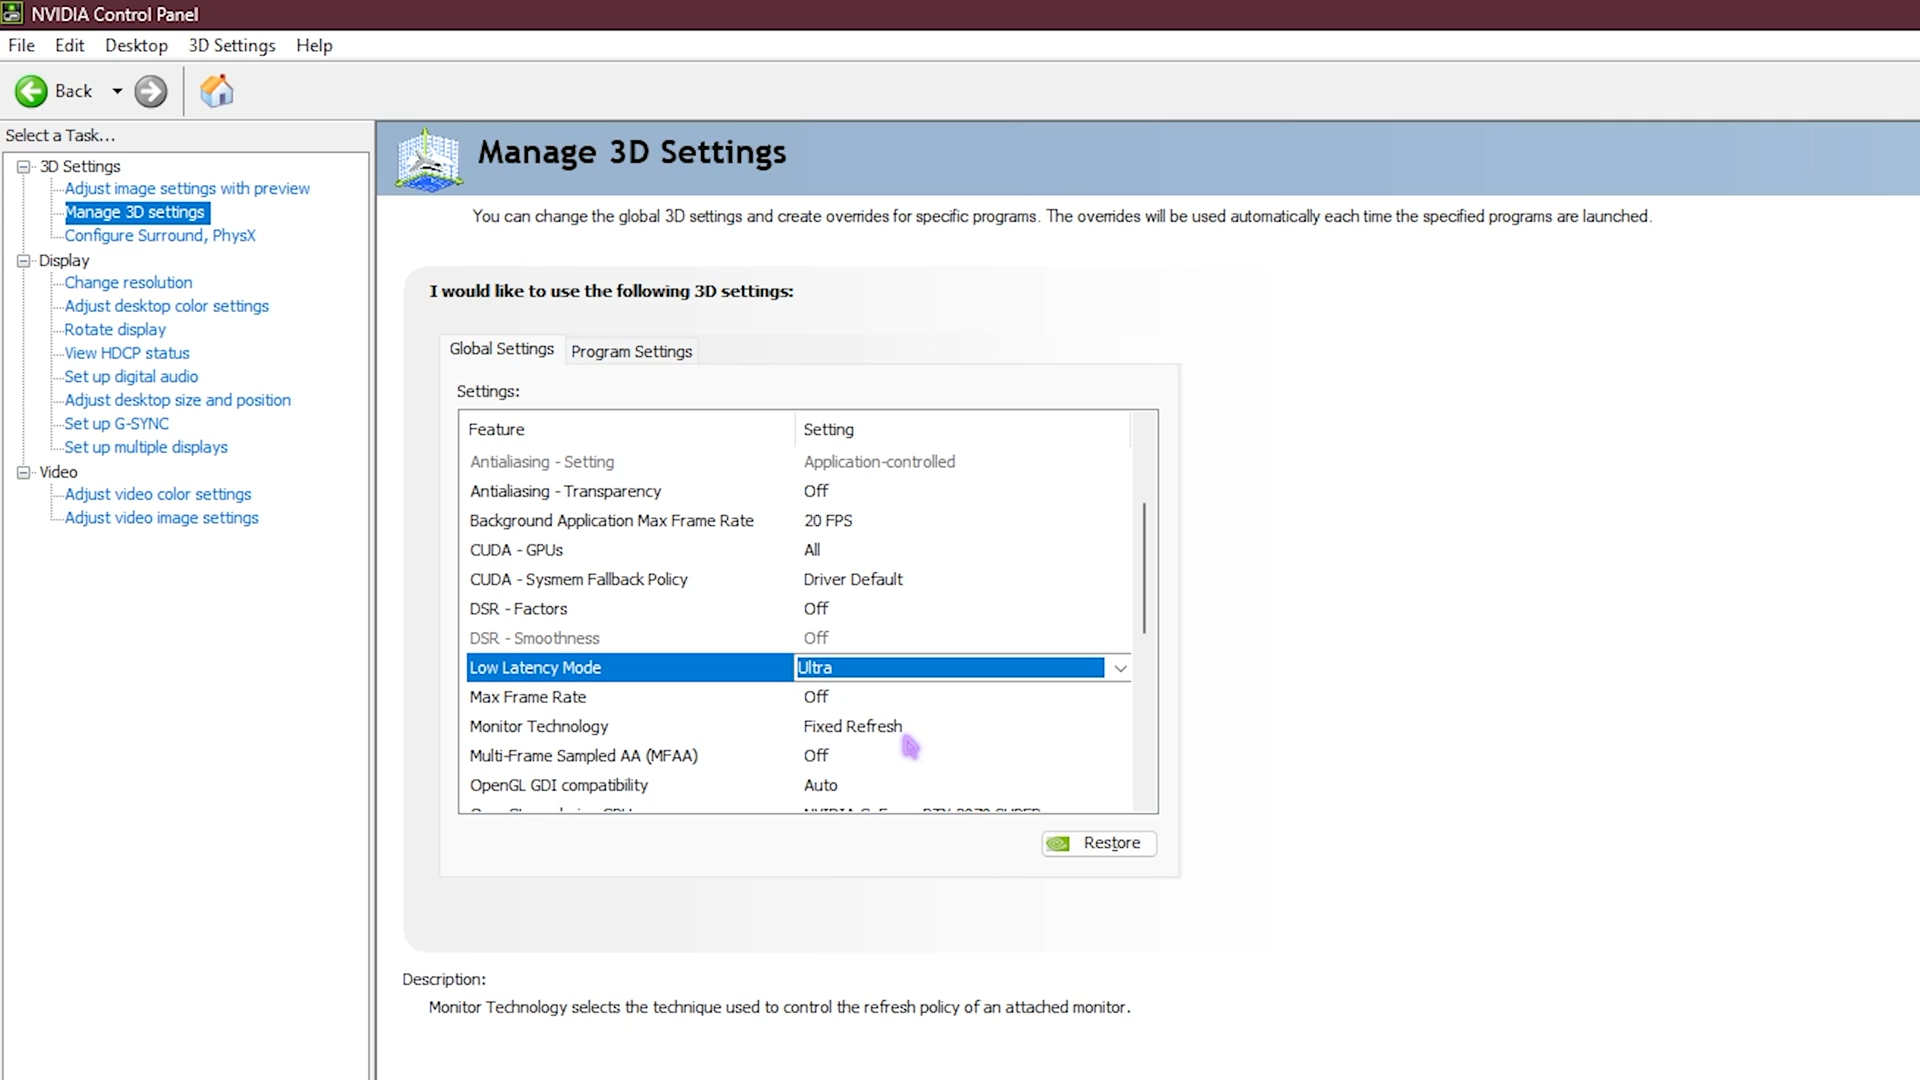 NVIDIA Control Panel
File Edit Desktop 3D Settings Help
Back
Select a Task...
3D Settings
Adjust image settings with preview
Manage 3D settings
Configure Surround, PhysX
Display
Change resolution
Adjust desktop color settings
Rotate display
View HDCP status
Set up digital audio
Adjust desktop size and position
Set up G-SYNC
Set up multiple displays
Video
Adjust video color settings
Adjust video image settings
Manage 3D Settings
You can change the global 3D settings and create overrides for specific programs. The overrides will be used automatically each time the specified programs are launched.
I would like to use the following 3D settings:
Global Settings Program Settings
Settings:
Feature Setting
Antialiasing - Setting Application-controlled
Antialiasing - Transparency Off
Background Application Max Frame Rate 20 FPS
CUDA - GPUs All
CUDA - Sysmem Fallback Policy Driver Default
DSR - Factors Off
DSR - Smoothness Off
Low Latency Mode Ultra
Max Frame Rate Off
Monitor Technology Fixed Refresh
Multi-Frame Sampled AA (MFAA) Off
OpenGL GDI compatibility Auto
Restore
Description:
Monitor Technology selects the technique used to control the refresh policy of an attached monitor.